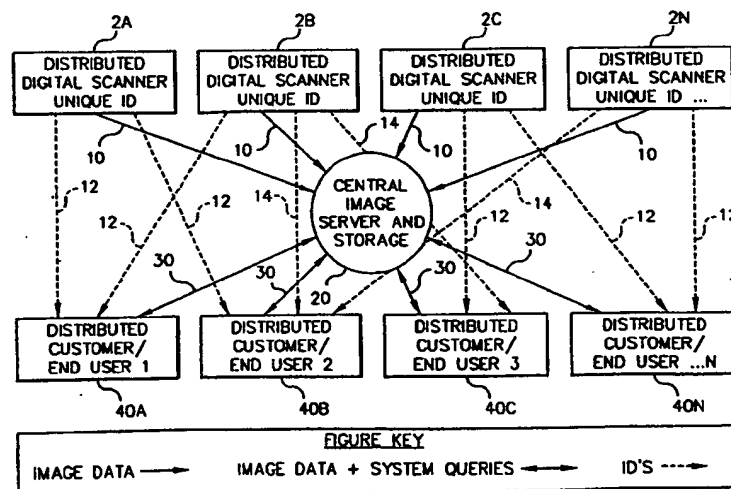 2A
2B
2C
2N
DISTRIBUTED
DIGITAL SCANNER
UNIQUE ID
DISTRIBUTED
DIGITAL SCANNER
UNIQUE ID
DISTRIBUTED
DIGITAL SCANNER
UNIQUE ID
DISTRIBUTED
DIGITAL SCANNER
UNIQUE ID ...
10
10
14
10
10
12
12
12
14
CENTRAL
IMAGE
SERVER AND
STORAGE
12
14
12
12
30
30
20
30
30
DISTRIBUTED
CUSTOMER/
END USER 1
DISTRIBUTED
CUSTOMER/
END USER 2
DISTRIBUTED
CUSTOMER/
END USER 3
DISTRIBUTED
CUSTOMER/
END USER ...N
40A
40B
40C
40N
FIGURE KEY
IMAGE DATA
IMAGE DATA + SYSTEM QUERIES
ID'S